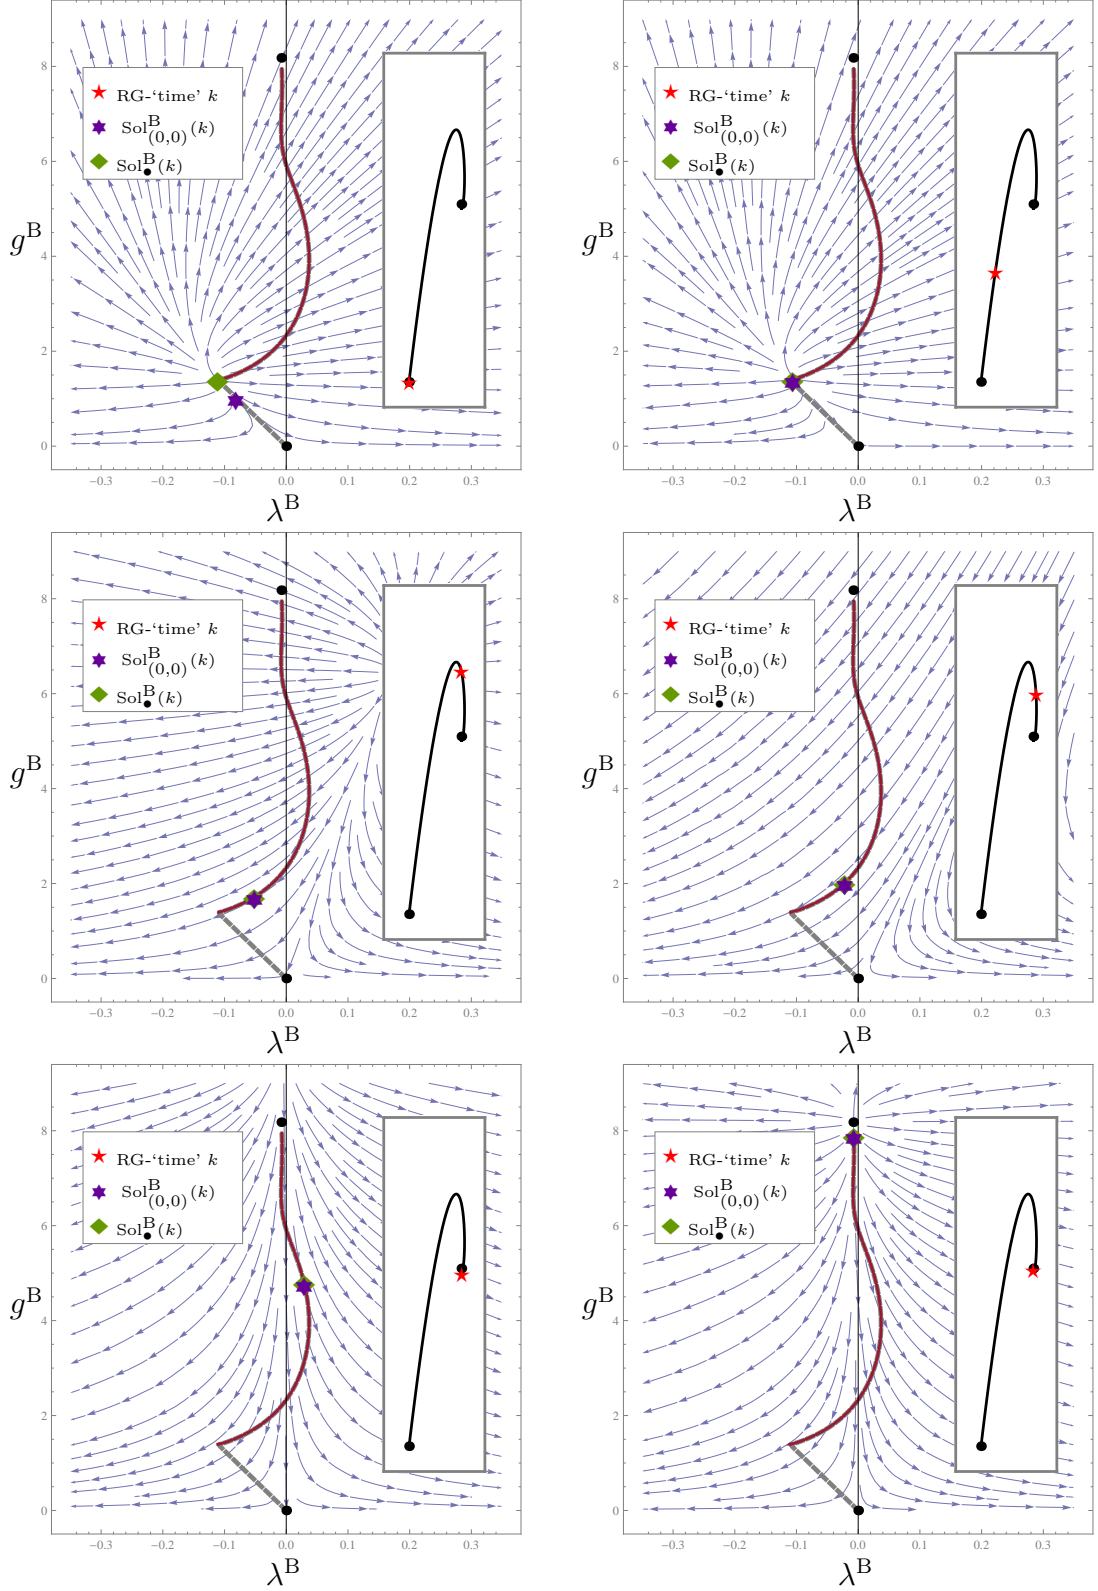 8
6
4
2
0
g^B
RG-‘time’ k
Sol^B_(0,0)(k)
Sol^B_●(k)
−0.3 −0.2 −0.1 0.0 0.1 0.2 0.3
λ^B
8
6
4
2
0
g^B
RG-‘time’ k
Sol^B_(0,0)(k)
Sol^B_●(k)
−0.3 −0.2 −0.1 0.0 0.1 0.2 0.3
λ^B
8
6
4
2
0
g^B
RG-‘time’ k
Sol^B_(0,0)(k)
Sol^B_●(k)
−0.3 −0.2 −0.1 0.0 0.1 0.2 0.3
λ^B
8
6
4
2
0
g^B
RG-‘time’ k
Sol^B_(0,0)(k)
Sol^B_●(k)
−0.3 −0.2 −0.1 0.0 0.1 0.2 0.3
λ^B
8
6
4
2
0
g^B
RG-‘time’ k
Sol^B_(0,0)(k)
Sol^B_●(k)
−0.3 −0.2 −0.1 0.0 0.1 0.2 0.3
λ^B
8
6
4
2
0
g^B
RG-‘time’ k
Sol^B_(0,0)(k)
Sol^B_●(k)
−0.3 −0.2 −0.1 0.0 0.1 0.2 0.3
λ^B